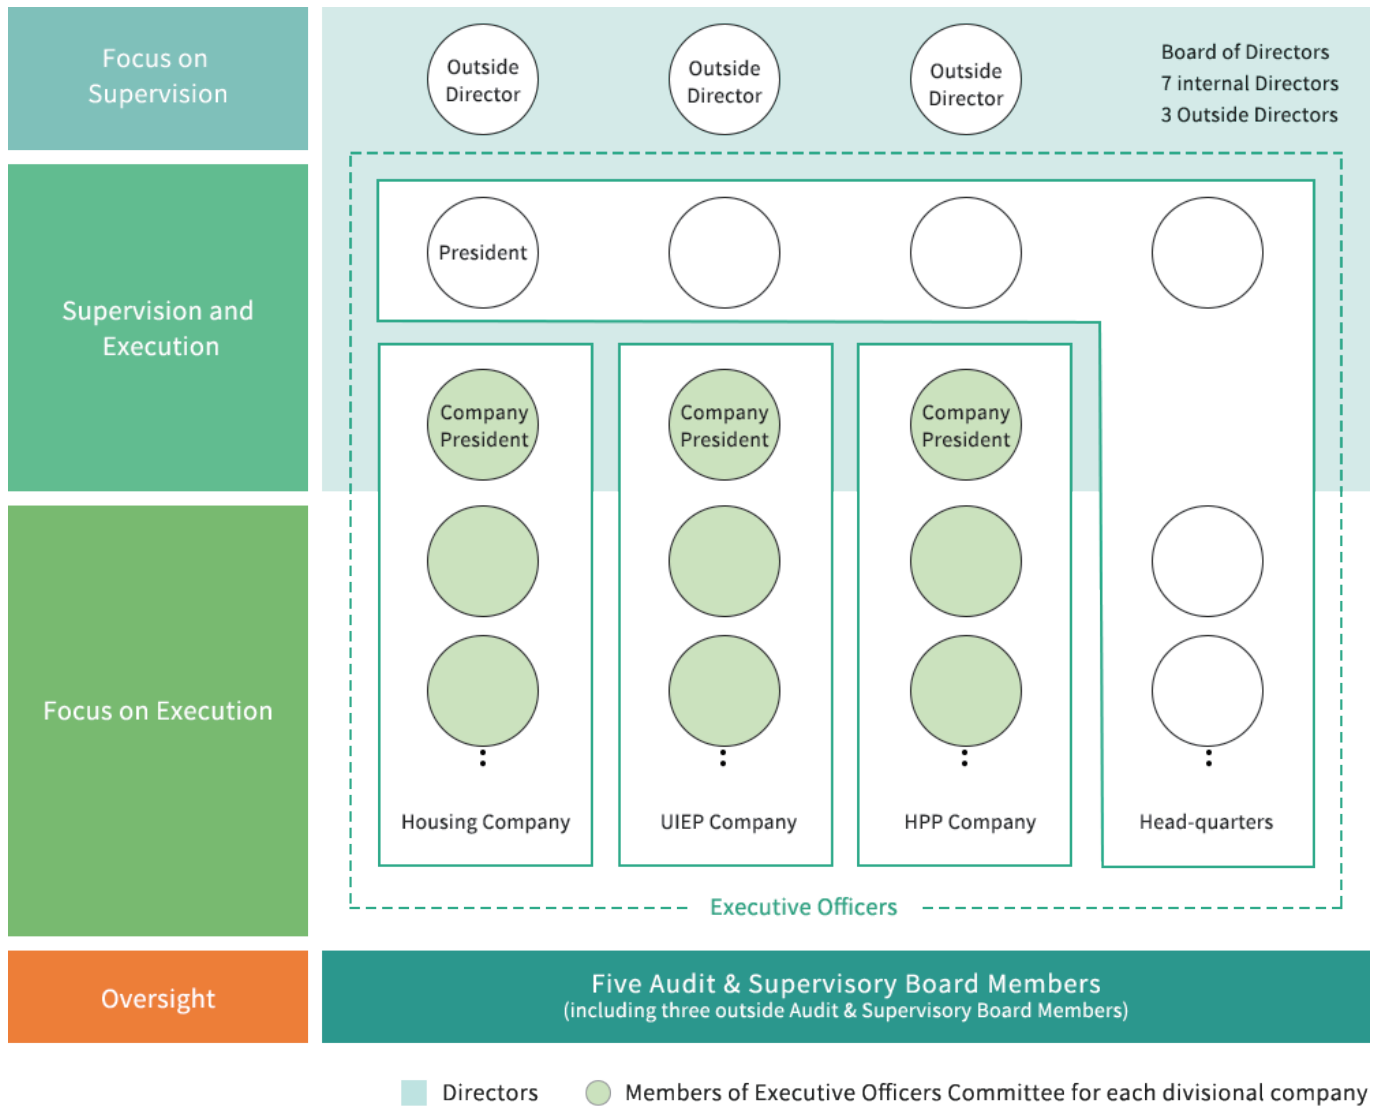 Focus on
Supervision
Outside
Director
Outside
Director
Outside
Director
Board of Directors
7 internal Directors
3 Outside Directors
Supervision and
Execution
President
Company
President
Company
President
Company
President
Focus on Execution
Housing Company
UIEP Company
HPP Company
Head-quarters
Executive Officers
Oversight
Five Audit & Supervisory Board Members
(including three outside Audit & Supervisory Board Members)
Directors
Members of Executive Officers Committee for each divisional company